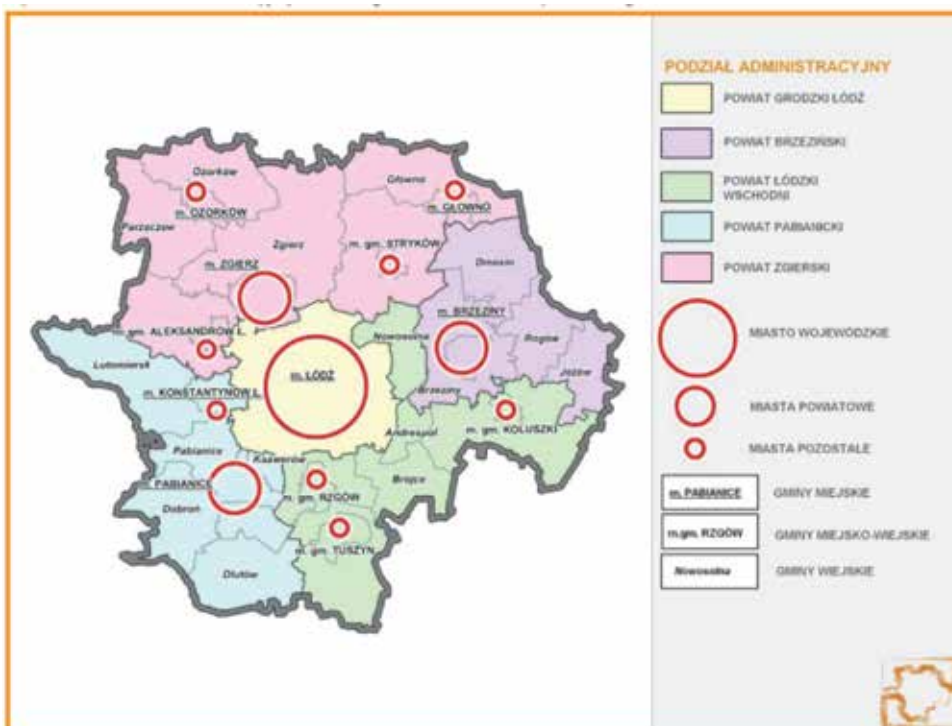 PODZIAŁ ADMINISTRACYJNY
POWIAT GRODZKI ŁÓDŹ
POWIAT BRZEZIŃSKI
POWIAT ŁÓDZKI
WSCHODNI
POWIAT PABIANICKI
POWIAT ZGIERSKI
MIASTO WOJEWÓDZKIE
MIASTA POWIATOWE
MIASTA POZOSTAŁE
m. PABIANICE
GMINY MIEJSKIE
m.gm. RZGÓW
GMINY MIEJSKO-WIEJSKIE
Nowosolna
GMINY WIEJSKIE
Ozorków
m. OZORKÓW
Głowno
m. GŁOWNO
Parzęczew
Zgierz
m. gm. STRYKÓW
m. ZGIERZ
Dmosin
m. BRZEZINY
m. gm. ALEKSANDRÓW Ł.
Nowosolna
Rogów
Lutomiersk
Jeżów
m. ŁÓDŹ
m. KONSTANTYNÓW Ł.
Brzeziny
m. gm. KOLUSZKI
Andrespol
Pabianice
Ksawerów
m. PABIANICE
Brójce
m. gm. RZGÓW
Dobroń
m. gm. TUSZYN
Dłutów